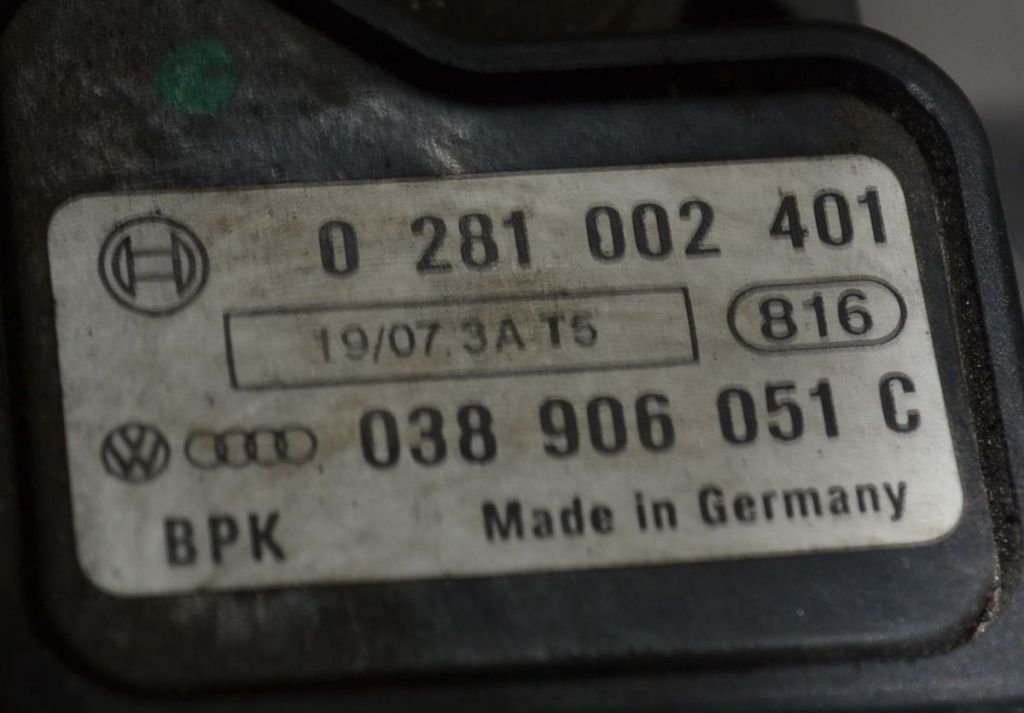 0 281 002 401
19/07 3A T5
816
038 906 051 C
BPK
Made in Germany